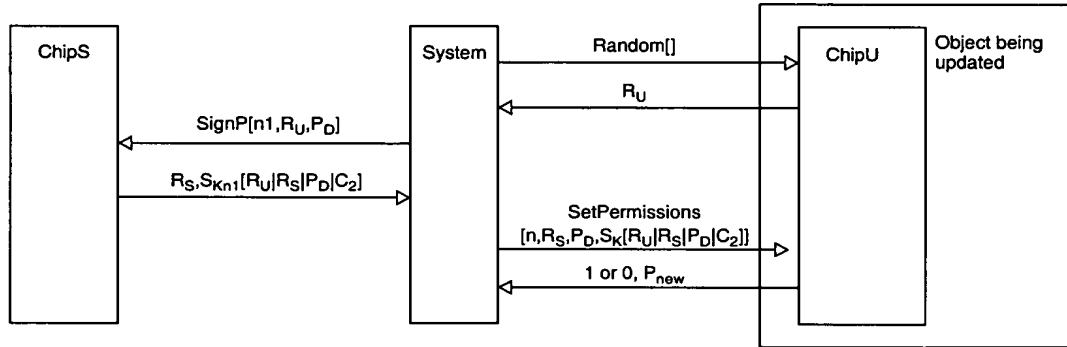 ChipS
System
Random[]
ChipU
Object being
updated
R_U
SignP[n1,R_U,P_D]
R_S,S_Kn1[R_U|R_S|P_D|C_2]
SetPermissions
[n,R_S,P_D,S_K[R_U|R_S|P_D|C_2]]
1 or 0, P_new